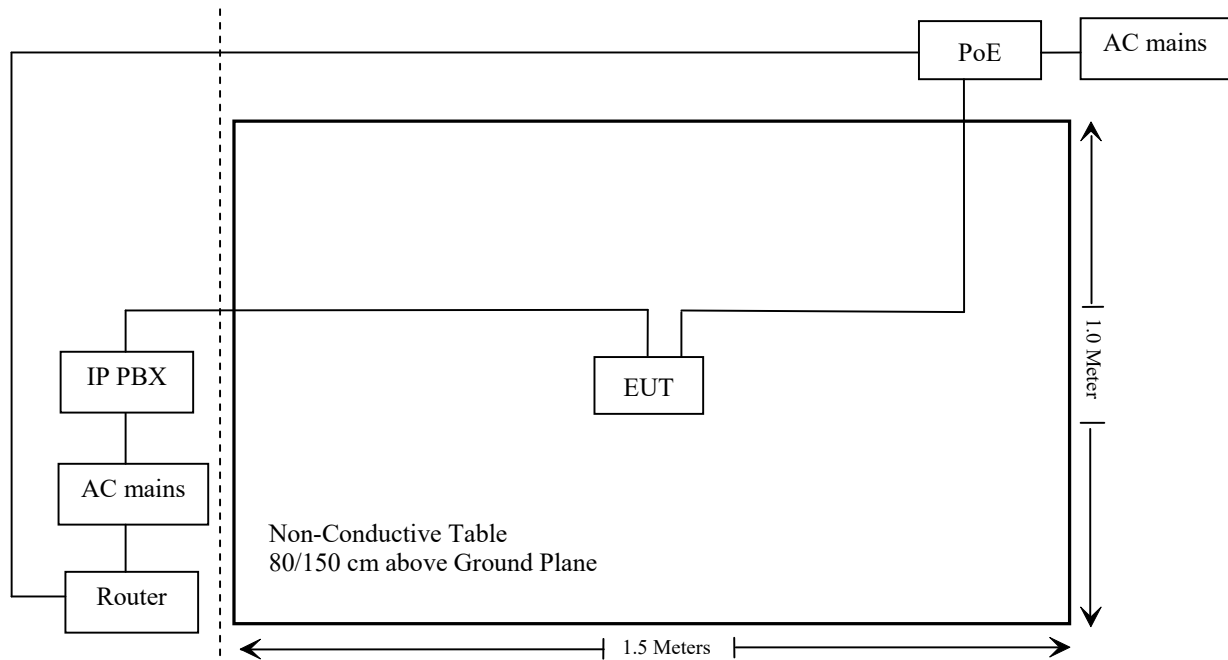 PoE
AC mains
IP PBX
EUT
AC mains
Router
Non-Conductive Table
80/150 cm above Ground Plane
1.0 Meter
1.5 Meters